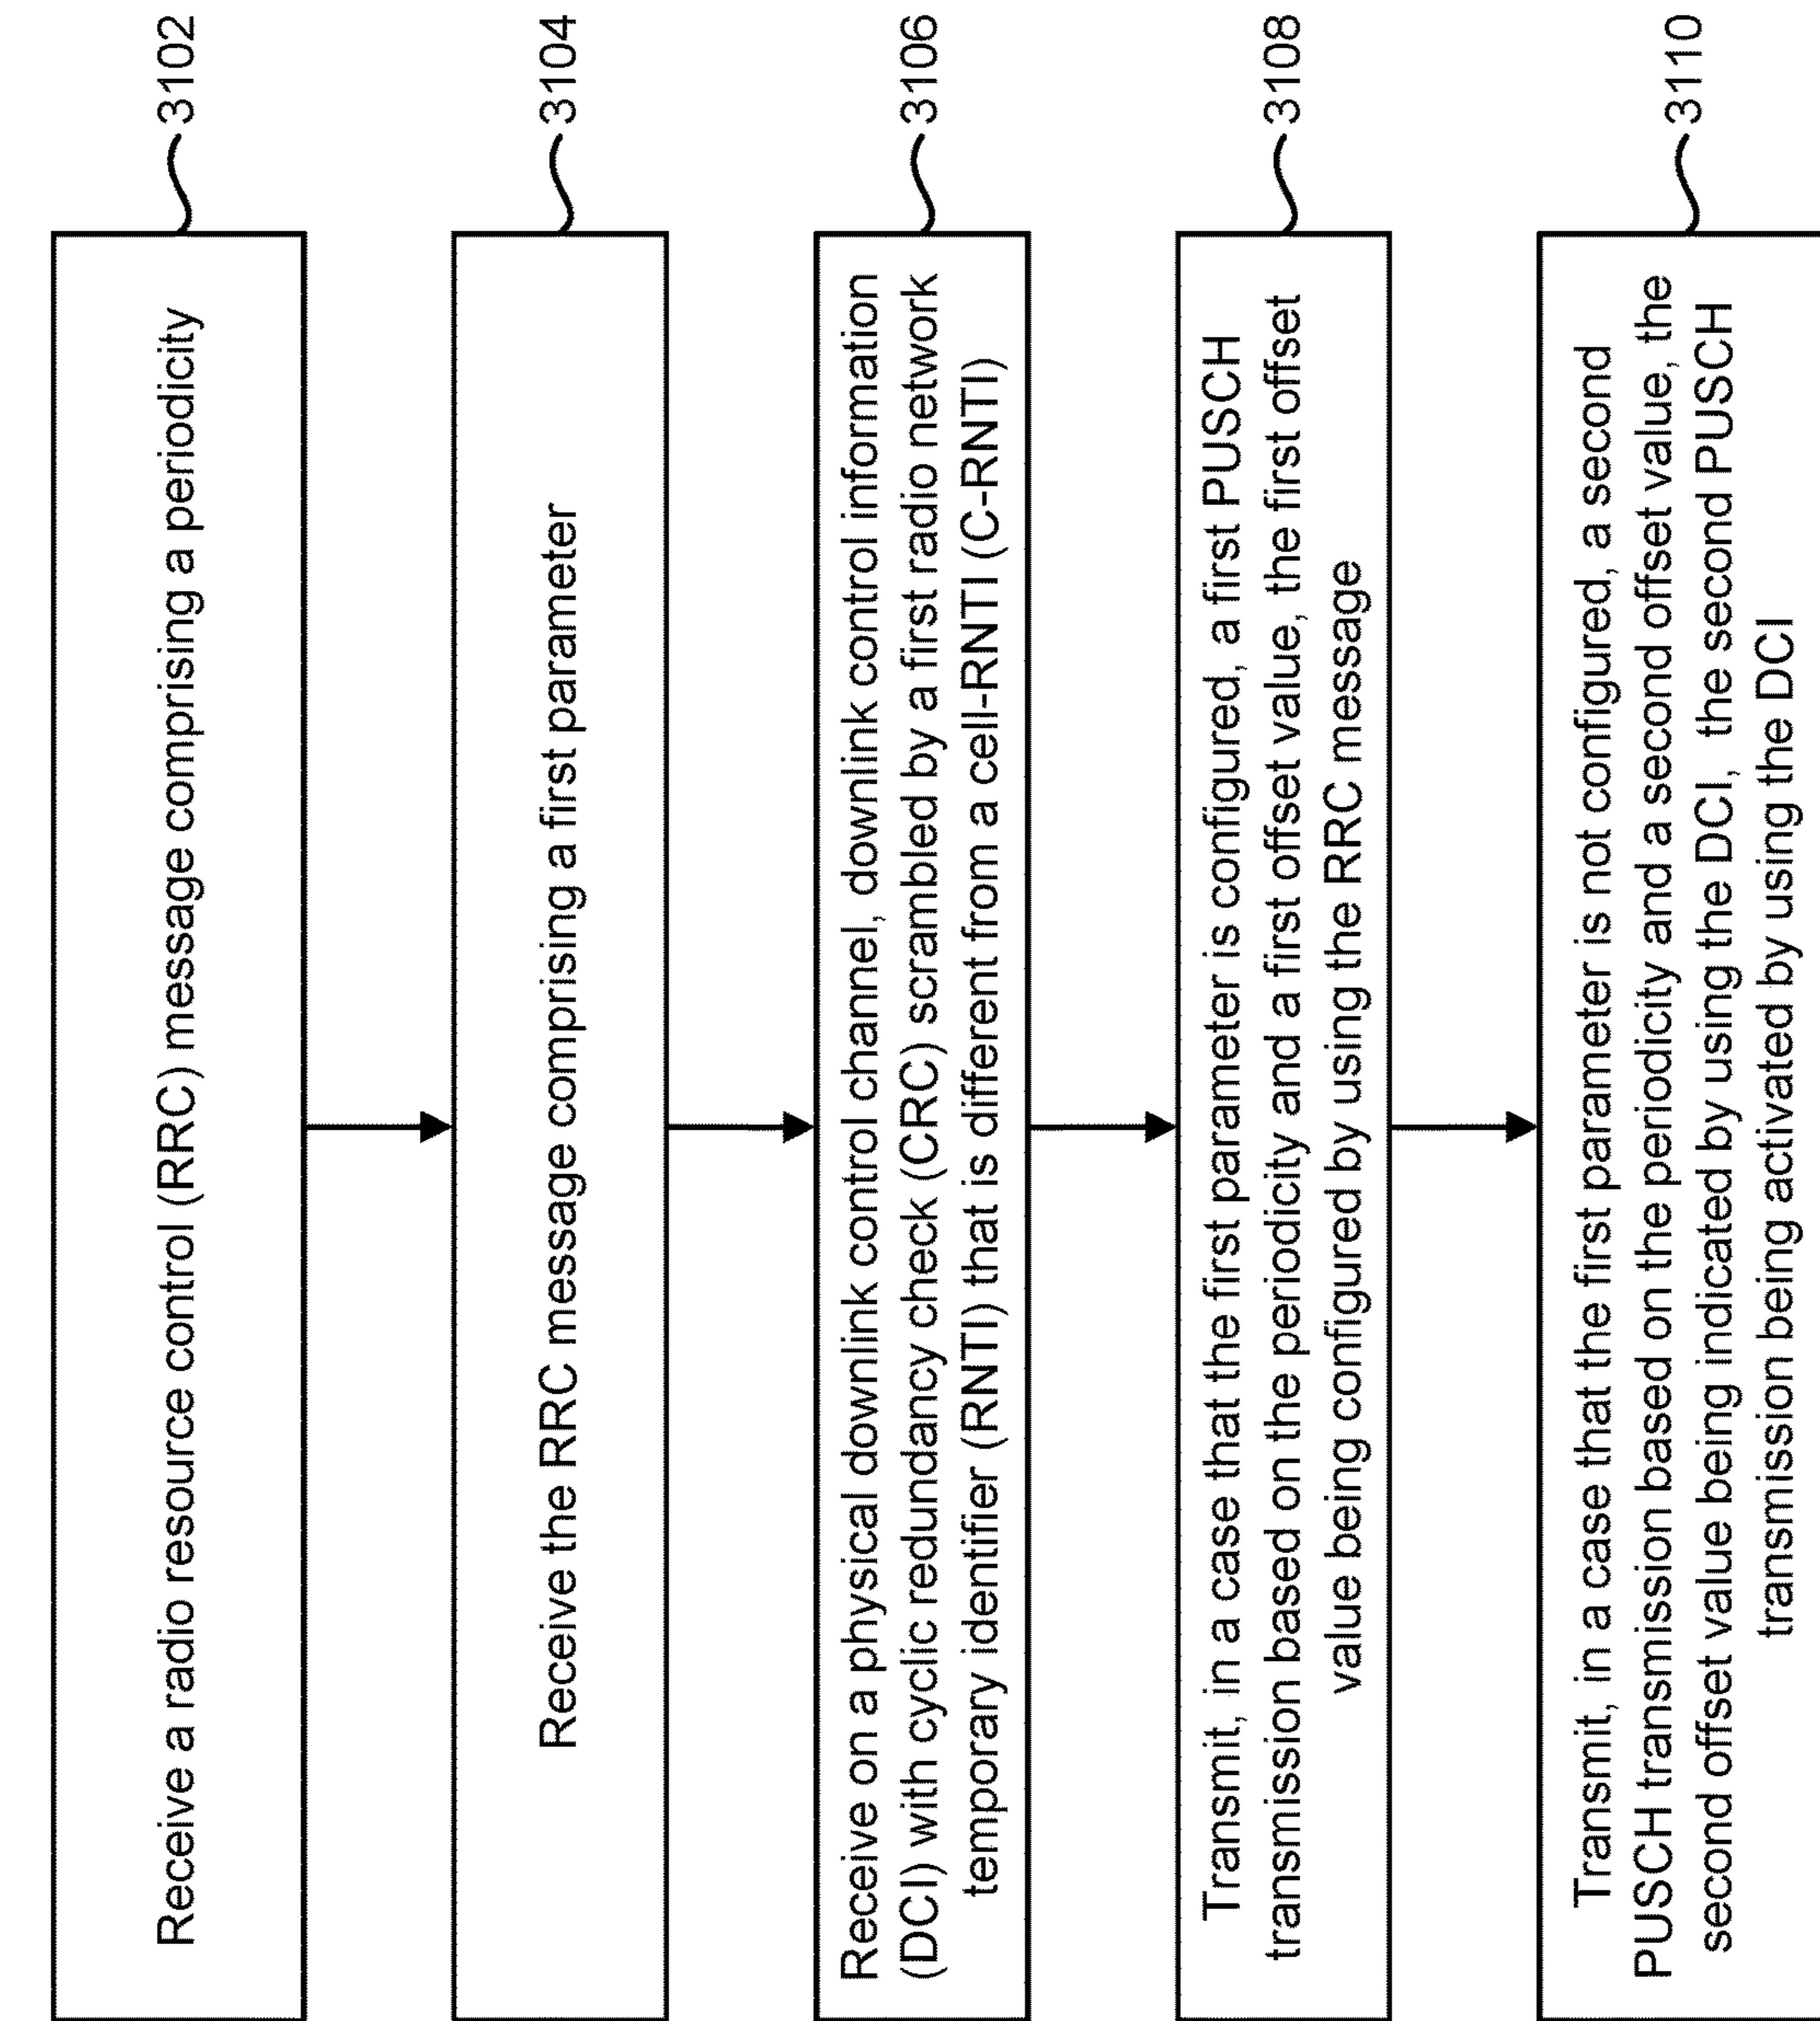 Receive a radio resource control (RRC) message comprising a periodicity
3102
Receive the RRC message comprising a first parameter
3104
Receive on a physical downlink control channel, downlink control information
(DCI) with cyclic redundancy check (CRC) scrambled by a first radio network
temporary identifier (RNTI) that is different from a cell-RNTI (C-RNTI)
3106
Transmit, in a case that the first parameter is configured, a first PUSCH
transmission based on the periodicity and a first offset value, the first offset
value being configured by using the RRC message
3108
Transmit, in a case that the first parameter is not configured, a second
PUSCH transmission based on the periodicity and a second offset value, the
second offset value being indicated by using the DCI, the second PUSCH
transmission being activated by using the DCI
3110